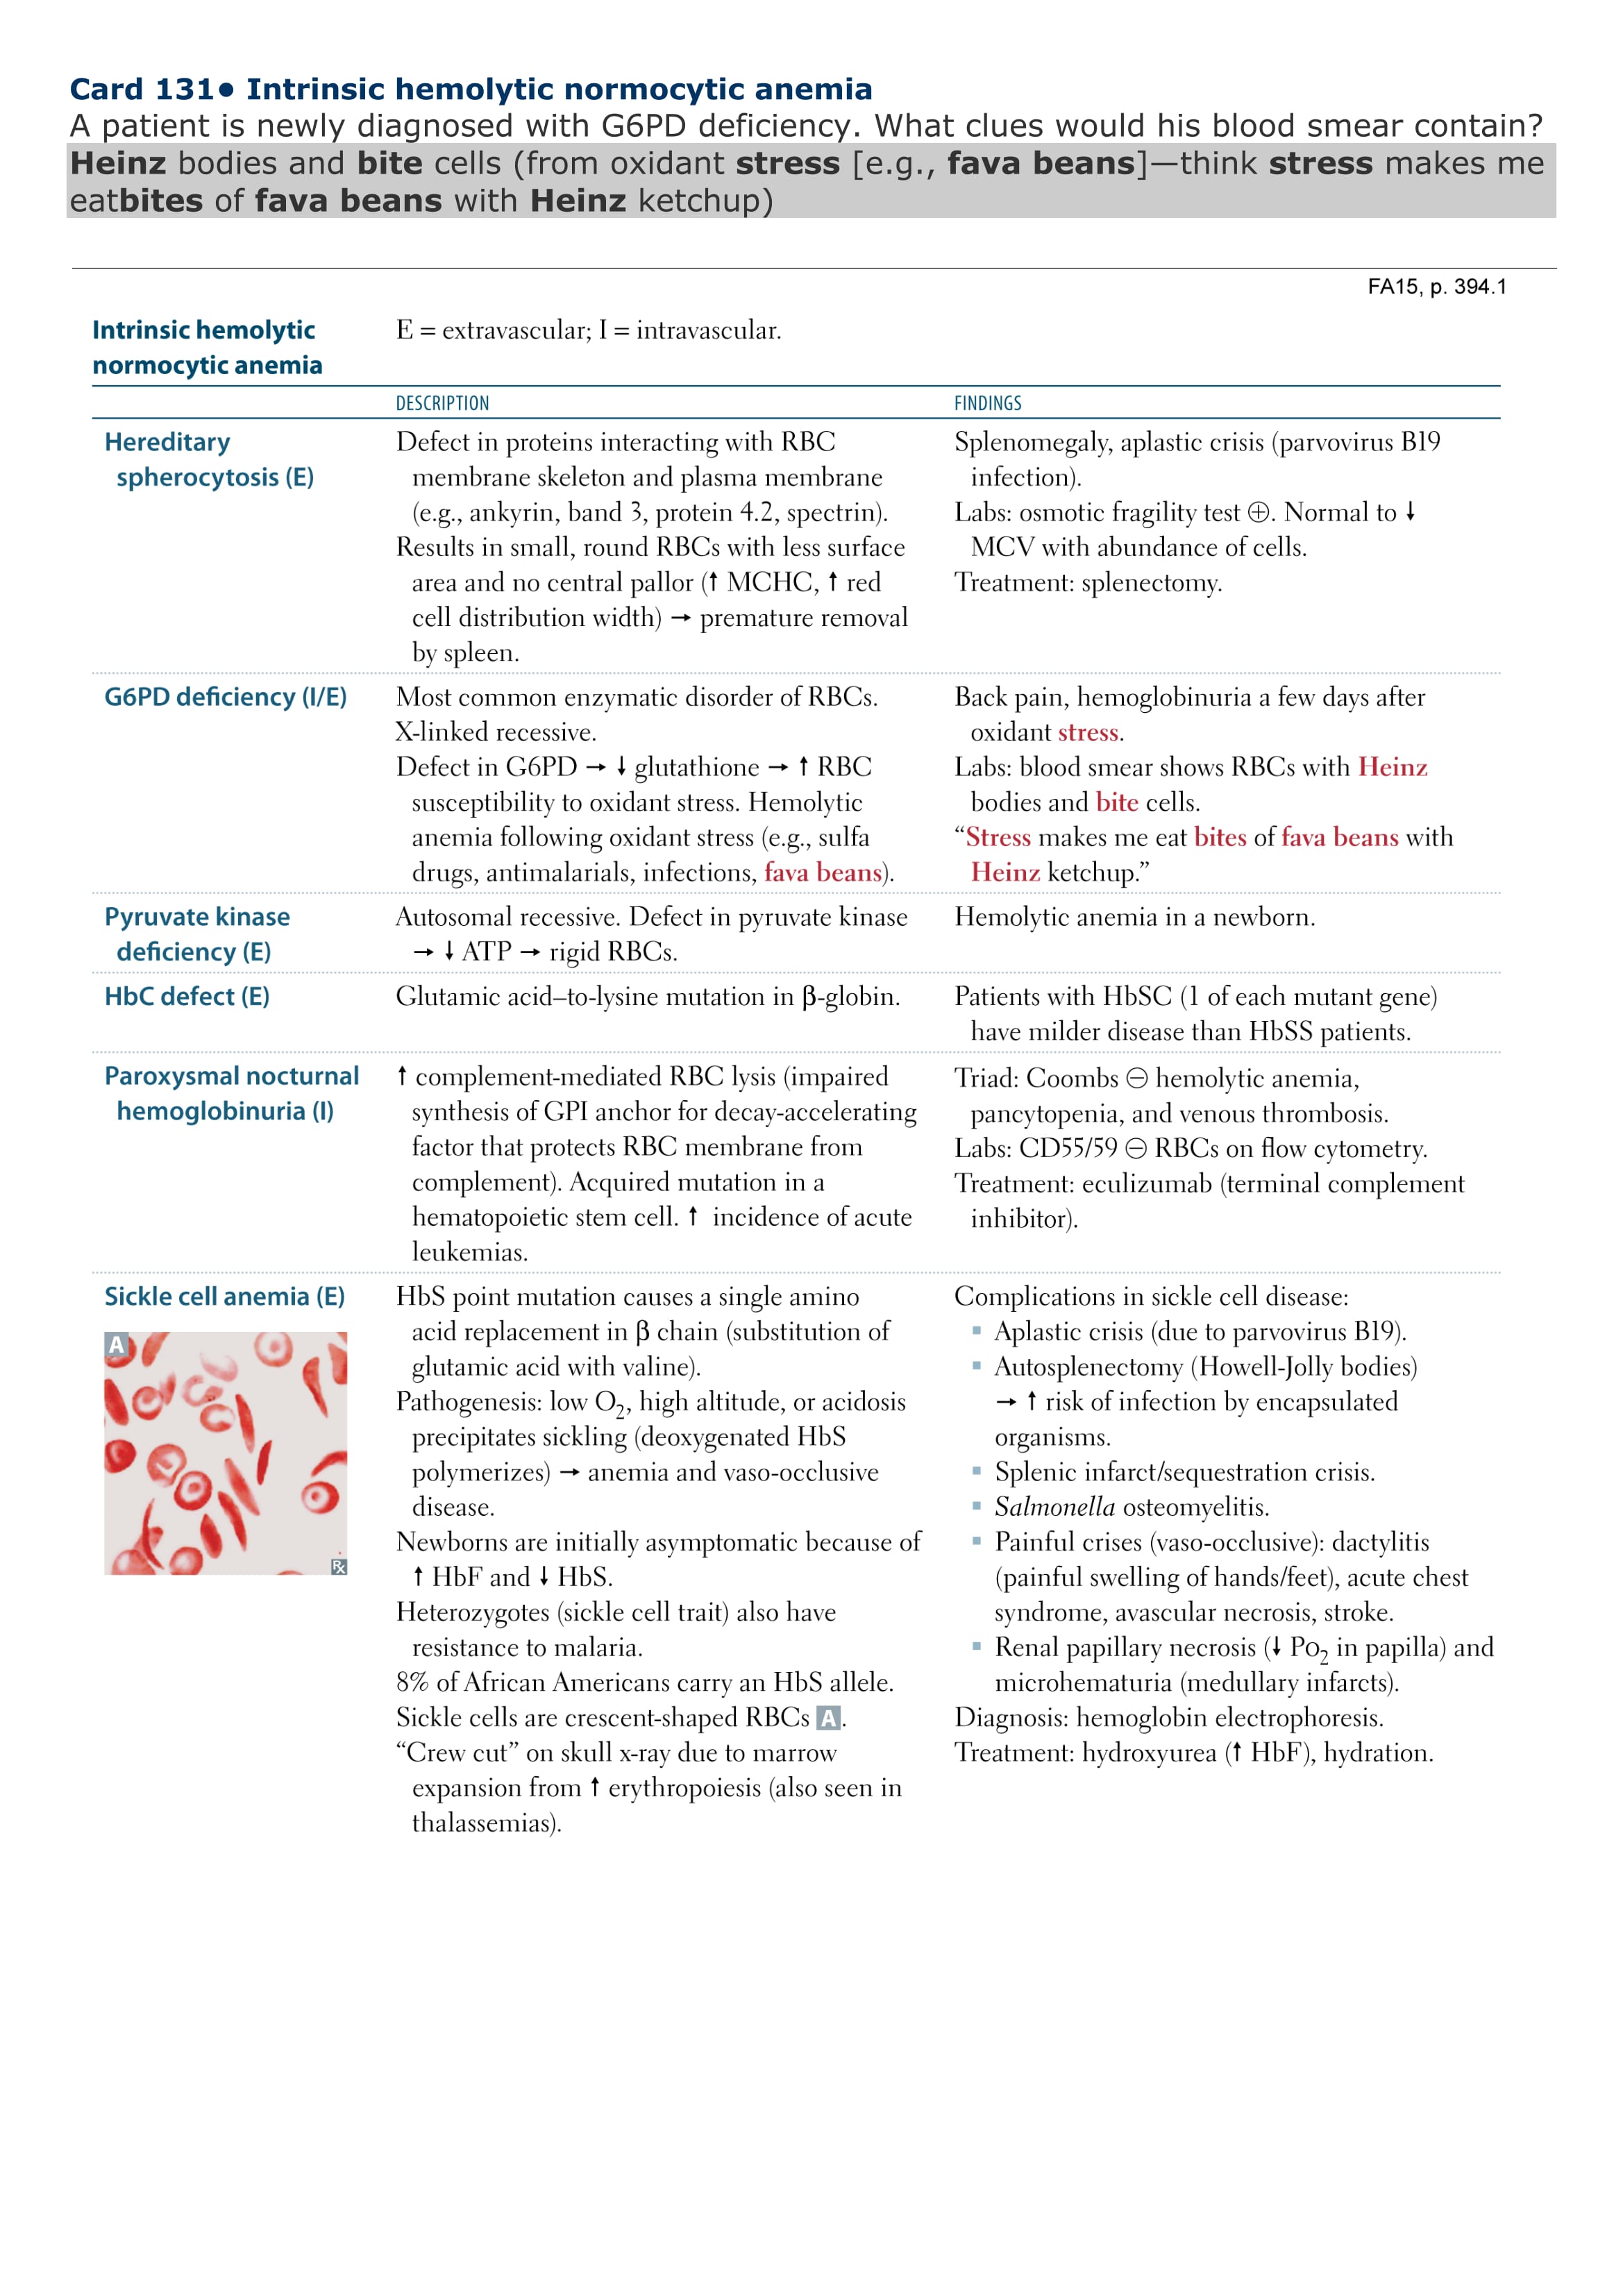 Card 131• Intrinsic hemolytic normocytic anemia
A patient is newly diagnosed with G6PD deficiency. What clues would his blood smear contain?
Heinz bodies and bite cells (from oxidant stress [e.g., fava beans]—think stress makes me
eatbites of fava beans with Heinz ketchup)
FA15, p. 394.1
Intrinsic hemolytic
normocytic anemia
E = extravascular; I = intravascular.
DESCRIPTION
FINDINGS
Hereditary
spherocytosis (E)
Defect in proteins interacting with RBC
membrane skeleton and plasma membrane
(e.g., ankyrin, band 3, protein 4.2, spectrin).
Results in small, round RBCs with less surface
area and no central pallor (↑ MCHC, ↑ red
cell distribution width) → premature removal
by spleen.
Splenomegaly, aplastic crisis (parvovirus B19
infection).
Labs: osmotic fragility test ⊕. Normal to ↓
MCV with abundance of cells.
Treatment: splenectomy.
G6PD deficiency (I/E)
Most common enzymatic disorder of RBCs.
X-linked recessive.
Defect in G6PD → ↓ glutathione → ↑ RBC
susceptibility to oxidant stress. Hemolytic
anemia following oxidant stress (e.g., sulfa
drugs, antimalarials, infections, fava beans).
Back pain, hemoglobinuria a few days after
oxidant stress.
Labs: blood smear shows RBCs with Heinz
bodies and bite cells.
“Stress makes me eat bites of fava beans with
Heinz ketchup.”
Pyruvate kinase
deficiency (E)
Autosomal recessive. Defect in pyruvate kinase
→ ↓ ATP → rigid RBCs.
Hemolytic anemia in a newborn.
HbC defect (E)
Glutamic acid–to-lysine mutation in β-globin.
Patients with HbSC (1 of each mutant gene)
have milder disease than HbSS patients.
Paroxysmal nocturnal
hemoglobinuria (I)
↑ complement-mediated RBC lysis (impaired
synthesis of GPI anchor for decay-accelerating
factor that protects RBC membrane from
complement). Acquired mutation in a
hematopoietic stem cell. ↑ incidence of acute
leukemias.
Triad: Coombs ⊖ hemolytic anemia,
pancytopenia, and venous thrombosis.
Labs: CD55/59 ⊖ RBCs on flow cytometry.
Treatment: eculizumab (terminal complement
inhibitor).
Sickle cell anemia (E)
A
℞
HbS point mutation causes a single amino
acid replacement in β chain (substitution of
glutamic acid with valine).
Pathogenesis: low O₂, high altitude, or acidosis
precipitates sickling (deoxygenated HbS
polymerizes) → anemia and vaso-occlusive
disease.
Newborns are initially asymptomatic because of
↑ HbF and ↓ HbS.
Heterozygotes (sickle cell trait) also have
resistance to malaria.
8% of African Americans carry an HbS allele.
Sickle cells are crescent-shaped RBCs A.
“Crew cut” on skull x-ray due to marrow
expansion from ↑ erythropoiesis (also seen in
thalassemias).
Complications in sickle cell disease:
▪ Aplastic crisis (due to parvovirus B19).
▪ Autosplenectomy (Howell-Jolly bodies)
→ ↑ risk of infection by encapsulated
organisms.
▪ Splenic infarct/sequestration crisis.
▪ Salmonella osteomyelitis.
▪ Painful crises (vaso-occlusive): dactylitis
(painful swelling of hands/feet), acute chest
syndrome, avascular necrosis, stroke.
▪ Renal papillary necrosis (↓ Po₂ in papilla) and
microhematuria (medullary infarcts).
Diagnosis: hemoglobin electrophoresis.
Treatment: hydroxyurea (↑ HbF), hydration.